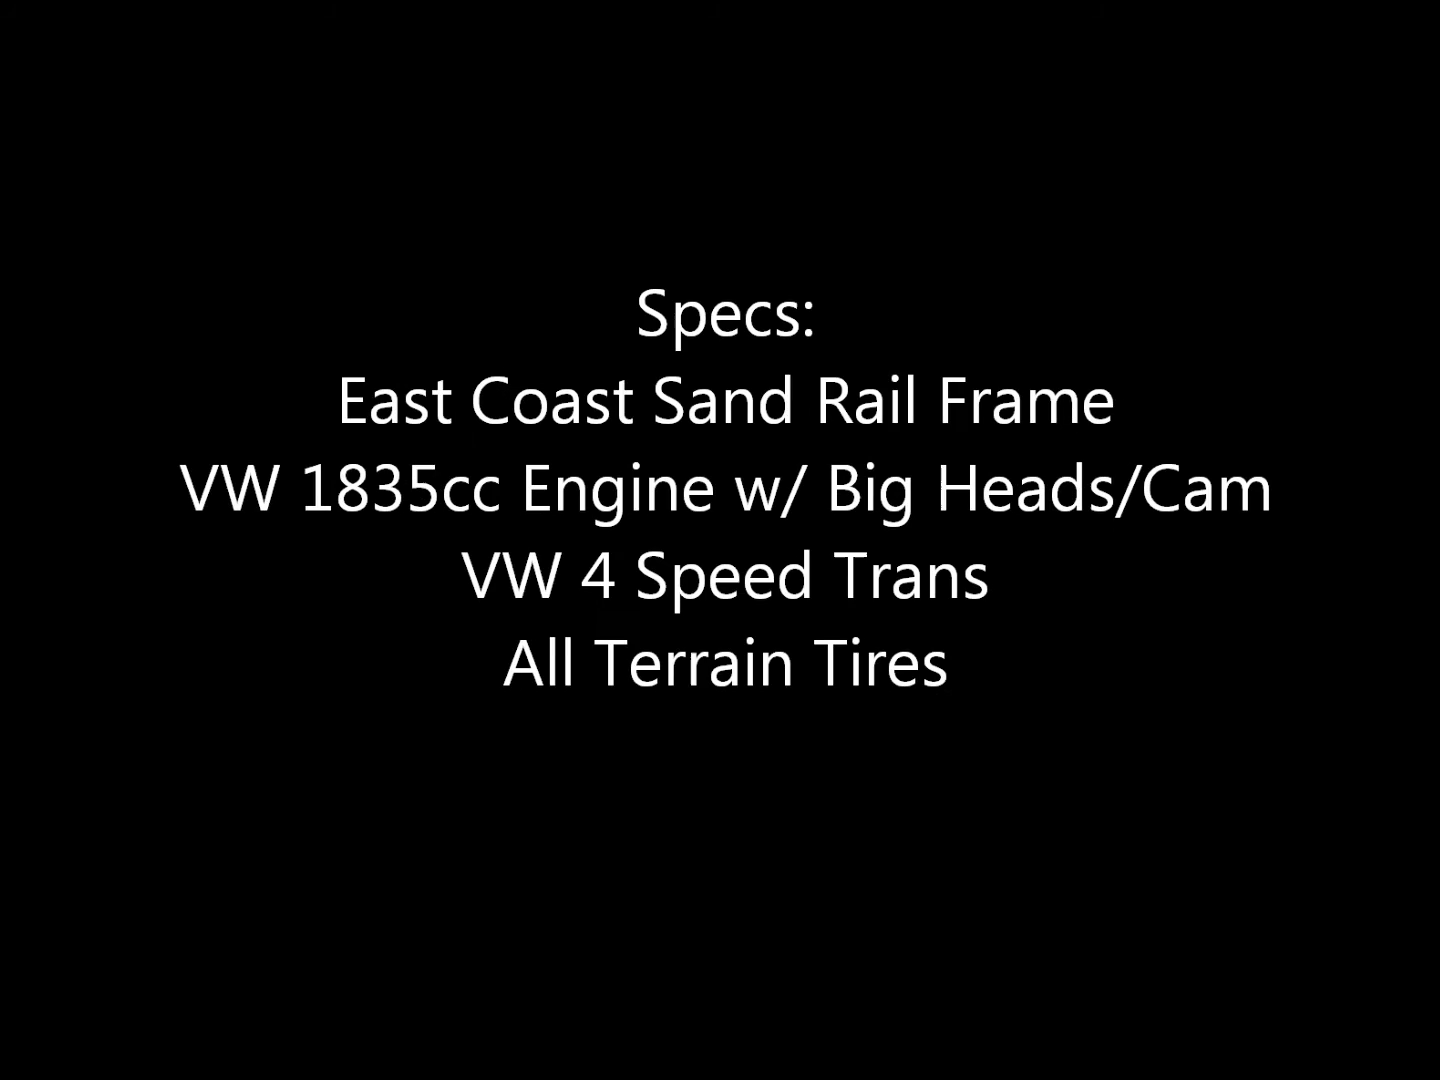 Specs:
East Coast Sand Rail Frame
VW 1835cc Engine w/ Big Heads/Cam
VW 4 Speed Trans
All Terrain Tires